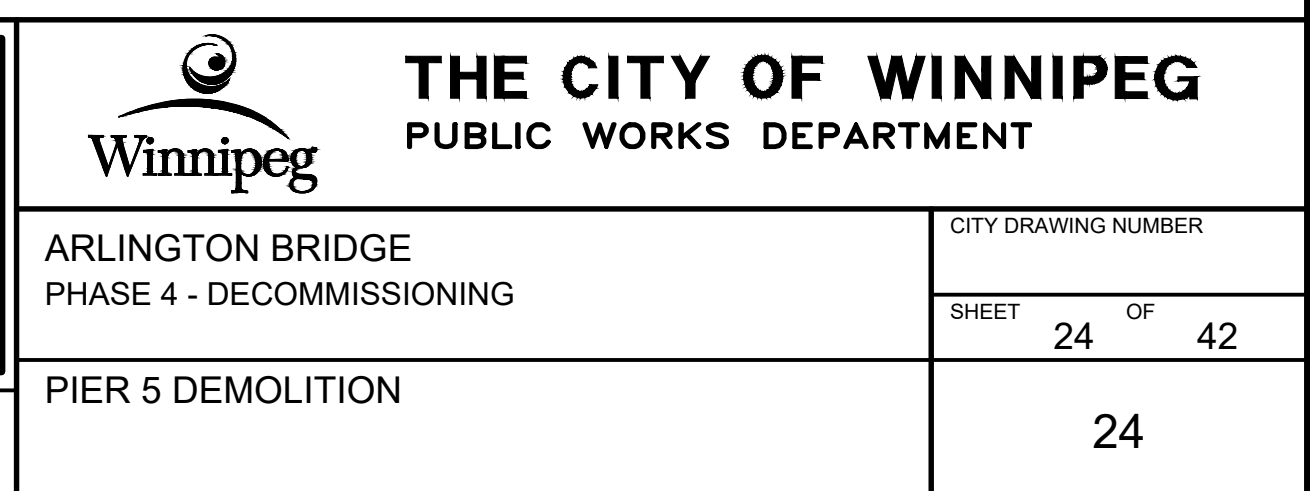 Winnipeg
THE CITY OF WINNIPEG
PUBLIC WORKS DEPARTMENT
ARLINGTON BRIDGE
PHASE 4 - DECOMMISSIONING
CITY DRAWING NUMBER
SHEET 24 OF 42
PIER 5 DEMOLITION
24